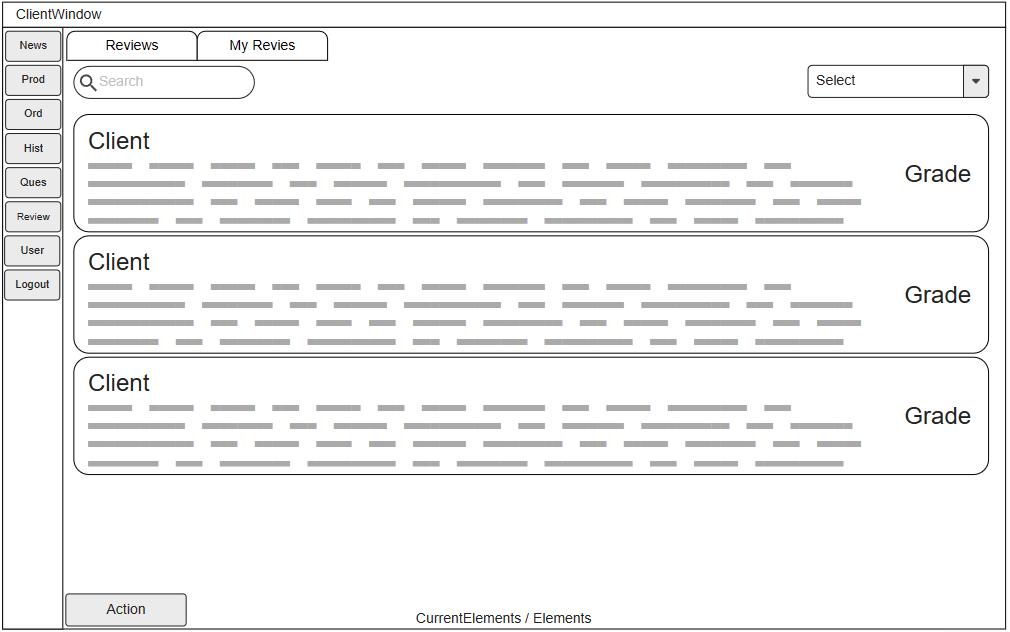 ClientWindow
News
Prod
Ord
Hist
Ques
Review
User
Logout
Reviews
My Revies
Search
Select
Client
Grade
Client
Grade
Client
Grade
Action
CurrentElements / Elements